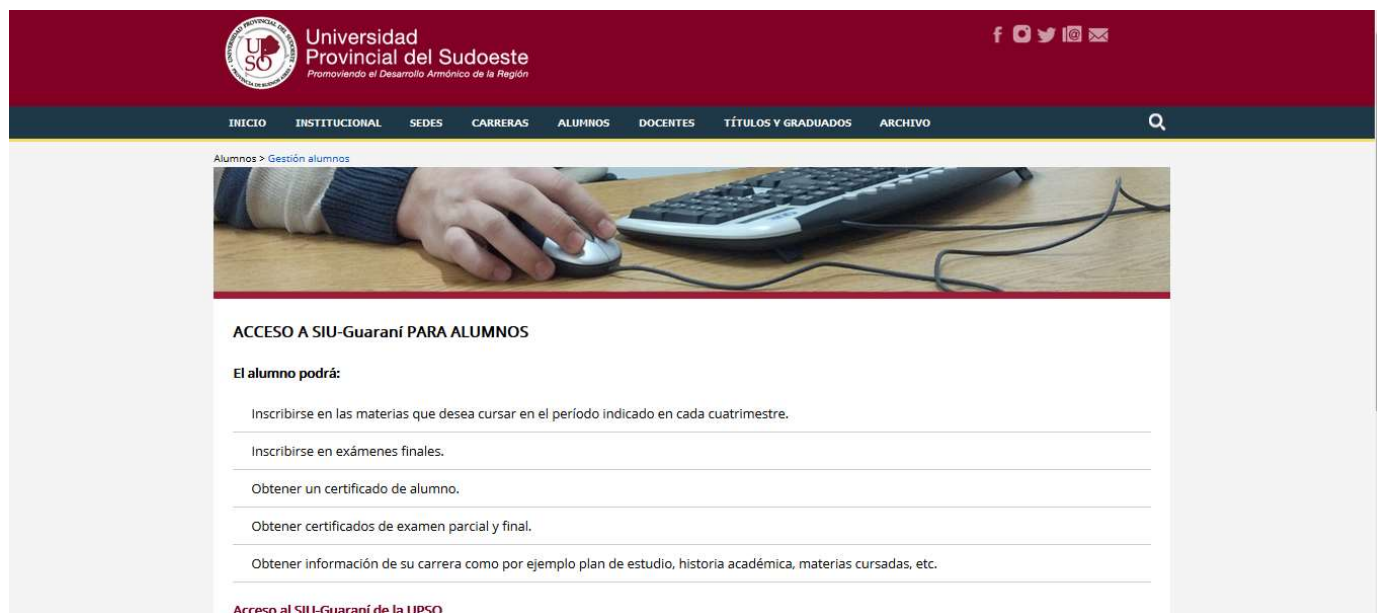 Universidad
Provincial del Sudoeste
Promoviendo el Desarrollo Armónico de la Región
UPSO
INICIO INSTITUCIONAL SEDES CARRERAS ALUMNOS DOCENTES TÍTULOS Y GRADUADOS ARCHIVO
Alumnos > Gestión alumnos
ACCESO A SIU-Guaraní PARA ALUMNOS
El alumno podrá:
Inscribirse en las materias que desea cursar en el período indicado en cada cuatrimestre.
Inscribirse en exámenes finales.
Obtener un certificado de alumno.
Obtener certificados de examen parcial y final.
Obtener información de su carrera como por ejemplo plan de estudio, historia académica, materias cursadas, etc.
Acceso al SIU-Guaraní de la UPSO